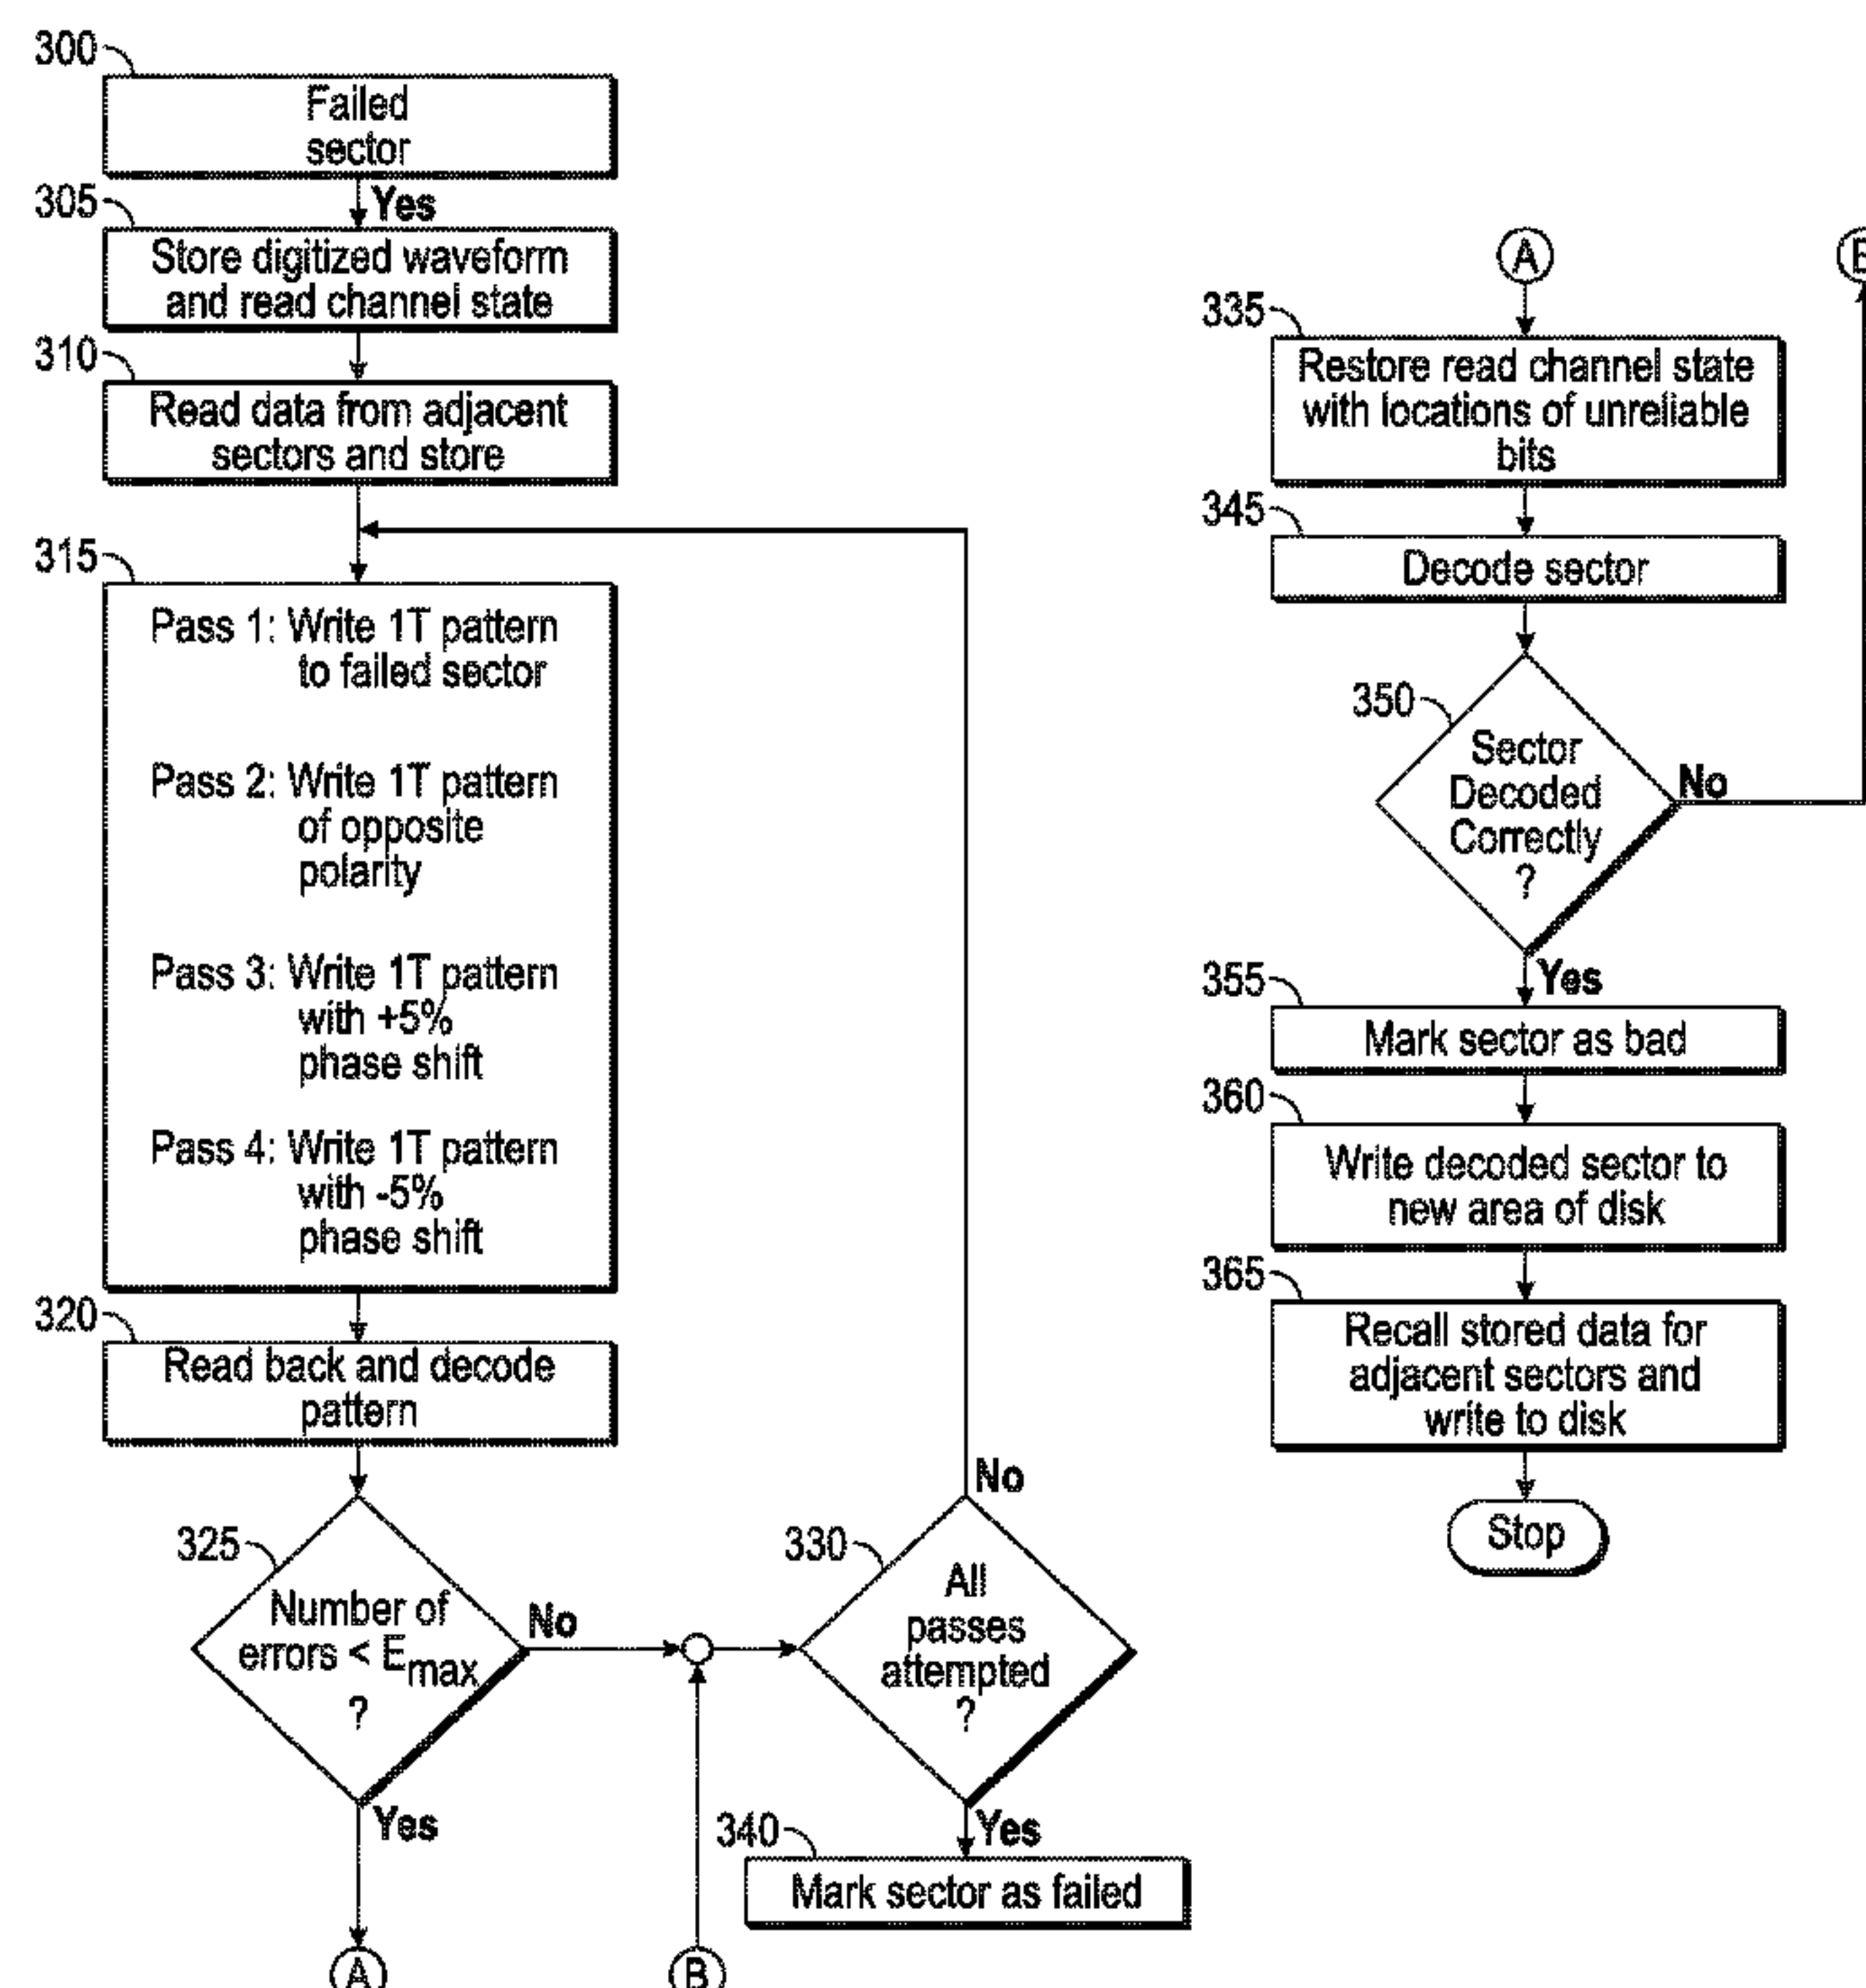 300
Failed
sector
Yes
305
Store digitized waveform
and read channel state
310
Read data from adjacent
sectors and store
315
Pass 1: Write 1T pattern
to failed sector
Pass 2: Write 1T pattern
of opposite
polarity
Pass 3: Write 1T pattern
with +5%
phase shift
Pass 4: Write 1T pattern
with -5%
phase shift
320
Read back and decode
pattern
325
Number of
errors < Emax
?
No
Yes
A
B
330
All
passes
attempted
?
No
Yes
340
Mark sector as failed
A
335
Restore read channel state
with locations of unreliable
bits
345
Decode sector
350
Sector
Decoded
Correctly
?
No
Yes
B
355
Mark sector as bad
360
Write decoded sector to
new area of disk
365
Recall stored data for
adjacent sectors and
write to disk
Stop